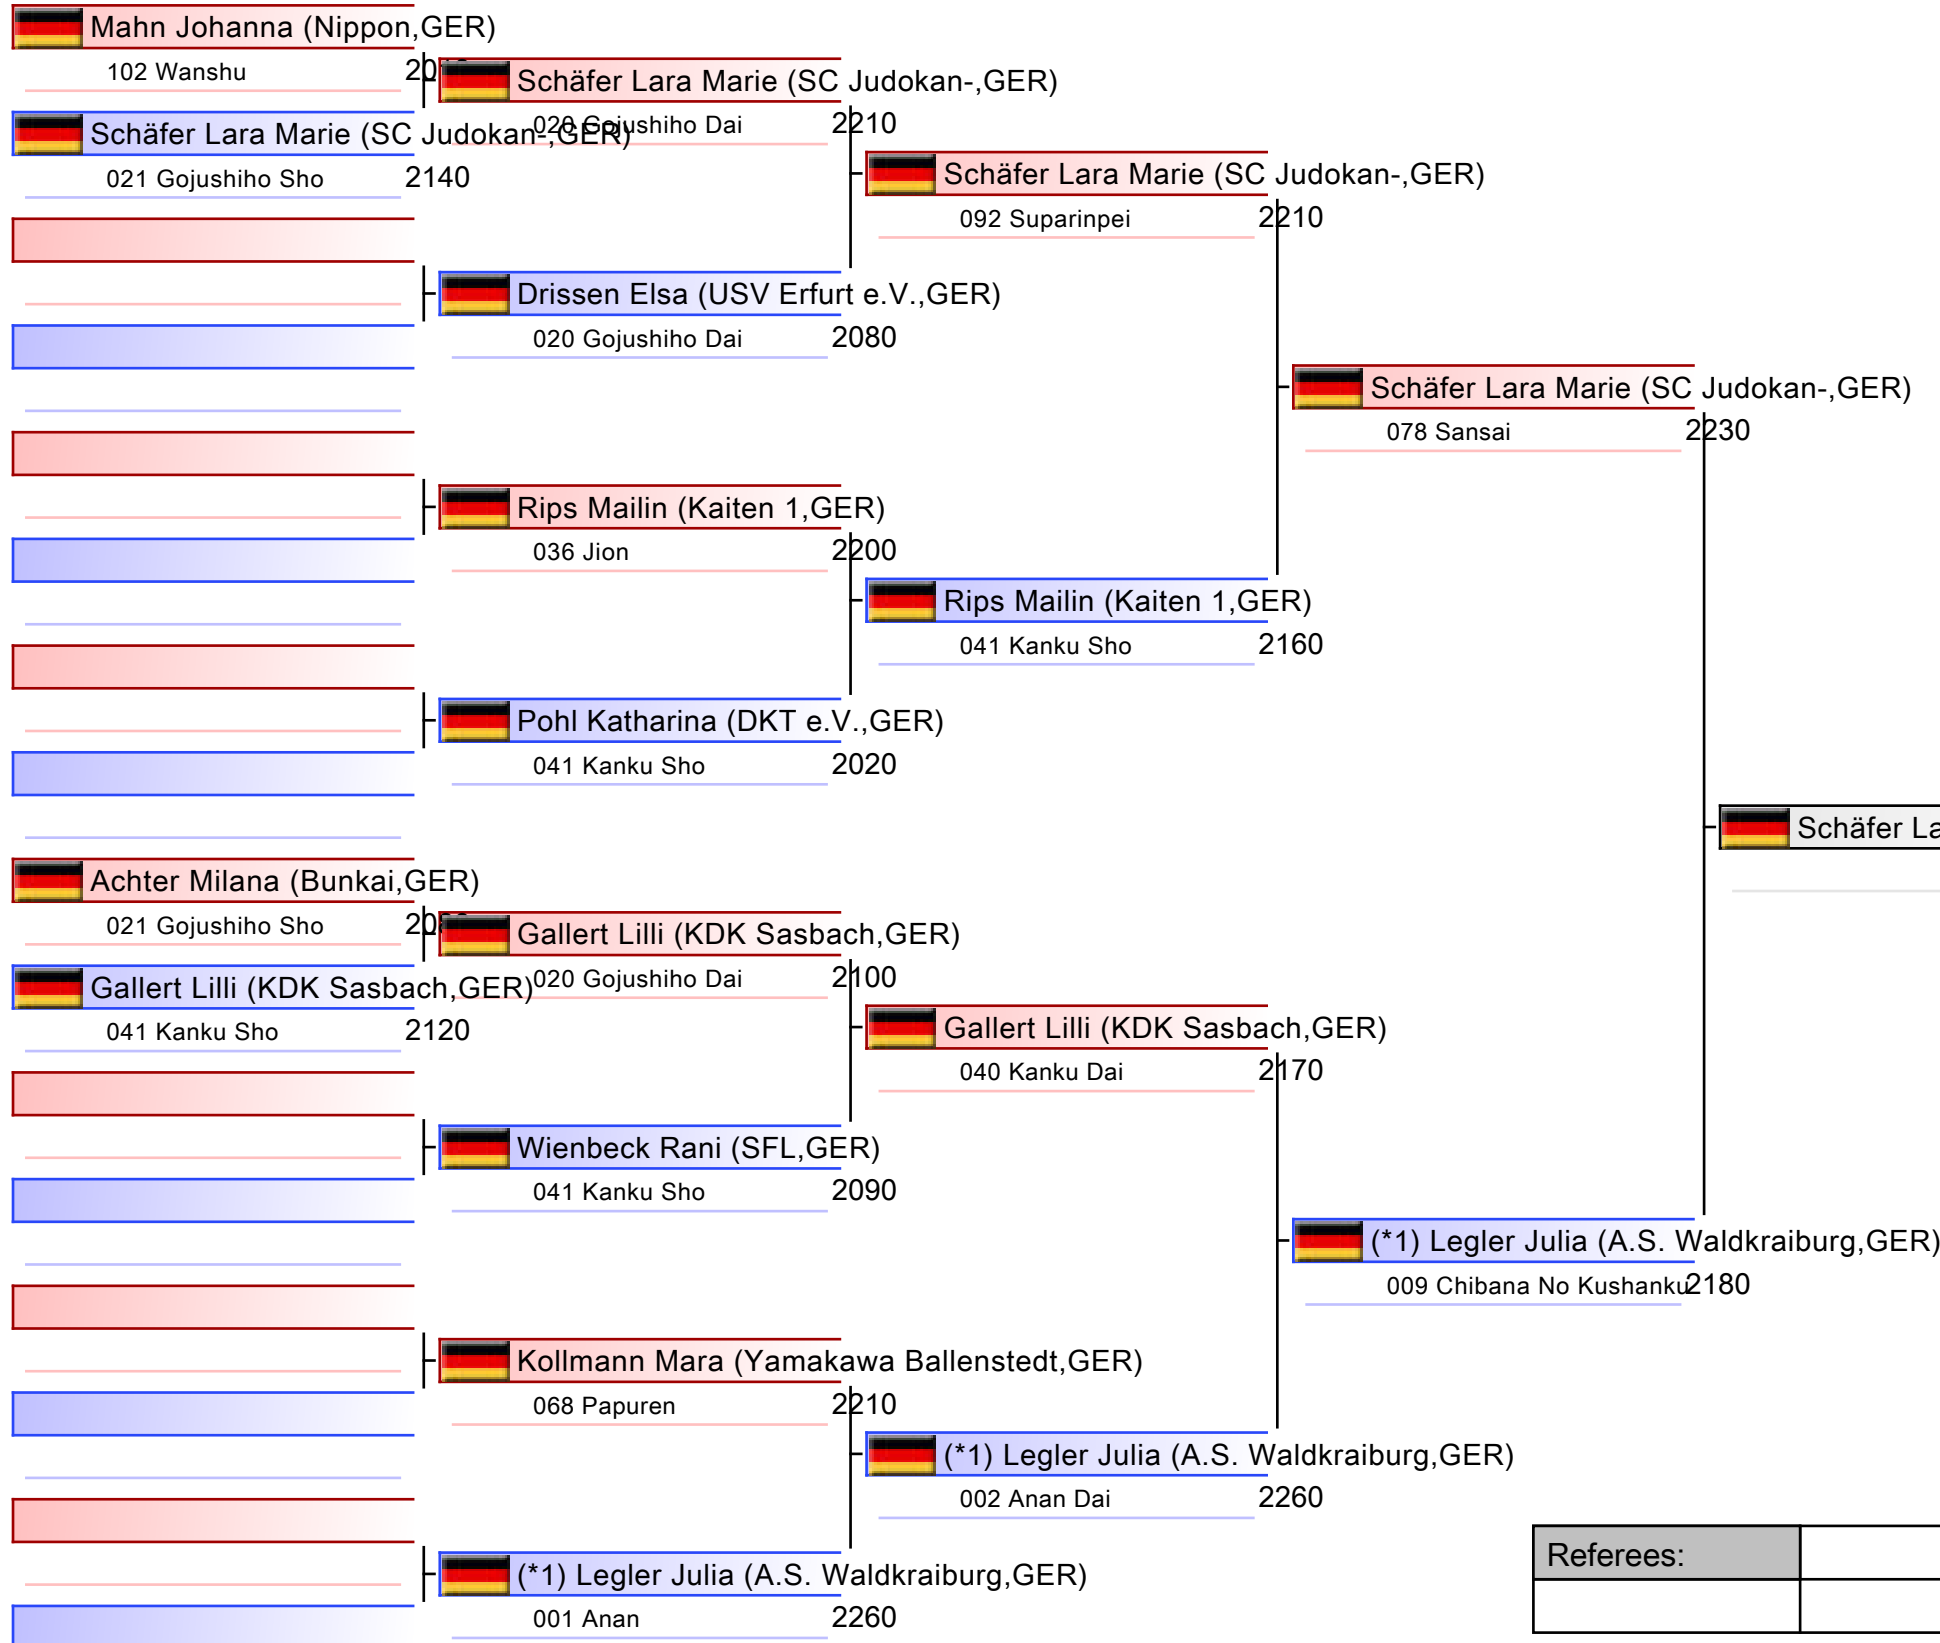 Mahn Johanna (Nippon,GER)
102 Wanshu
Schäfer Lara Marie (SC Judokan-,GER)
021 Gojushiho Sho 2140
Achter Milana (Bunkai,GER)
021 Gojushiho Sho
Gallert Lilli (KDK Sasbach,GER)
041 Kanku Sho 2120
Schäfer Lara Marie (SC Judokan-,GER)
020 Gojushiho Dai 2210
Drissen Elsa (USV Erfurt e.V.,GER)
020 Gojushiho Dai 2080
Rips Mailin (Kaiten 1,GER)
036 Jion 2200
Pohl Katharina (DKT e.V.,GER)
041 Kanku Sho 2020
Gallert Lilli (KDK Sasbach,GER)
020 Gojushiho Dai 2100
Wienbeck Rani (SFL,GER)
041 Kanku Sho 2090
Kollmann Mara (Yamakawa Ballenstedt,GER)
068 Papuren 2210
(*1) Legler Julia (A.S. Waldkraiburg,GER)
001 Anan 2260
Schäfer Lara Marie (SC Judokan-,GER)
092 Suparinpei 2210
Rips Mailin (Kaiten 1,GER)
041 Kanku Sho 2160
Gallert Lilli (KDK Sasbach,GER)
040 Kanku Dai 2170
(*1) Legler Julia (A.S. Waldkraiburg,GER)
002 Anan Dai 2260
Schäfer Lara Marie (SC Judokan-,GER)
078 Sansai 2230
(*1) Legler Julia (A.S. Waldkraiburg,GER)
009 Chibana No Kushanku 2180
Schäfer La
Referees: